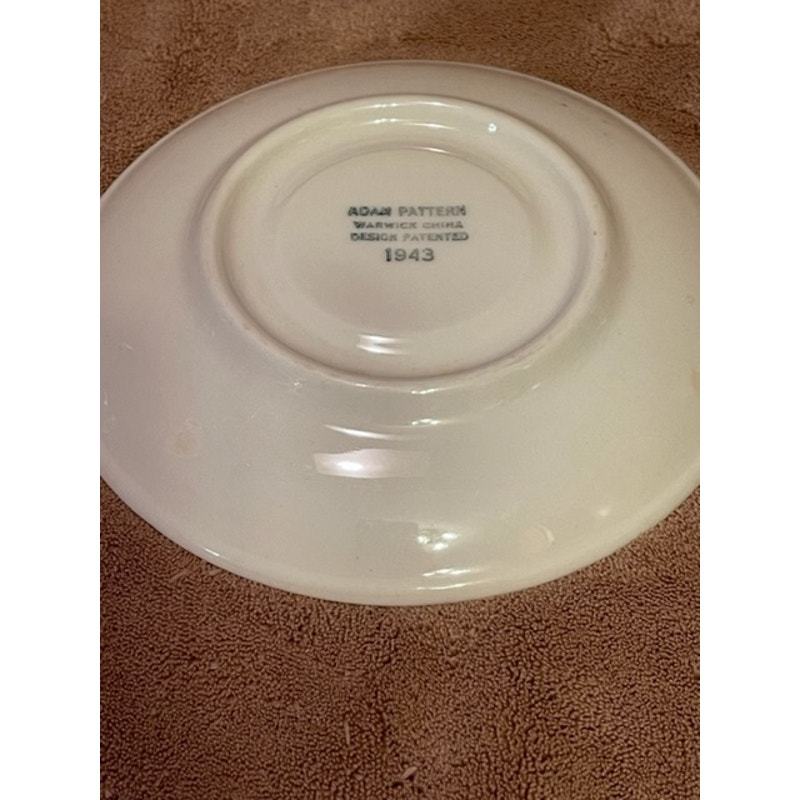 ADAM PATTERN
WARWICK CHINA
DESIGN PATENTED
1943